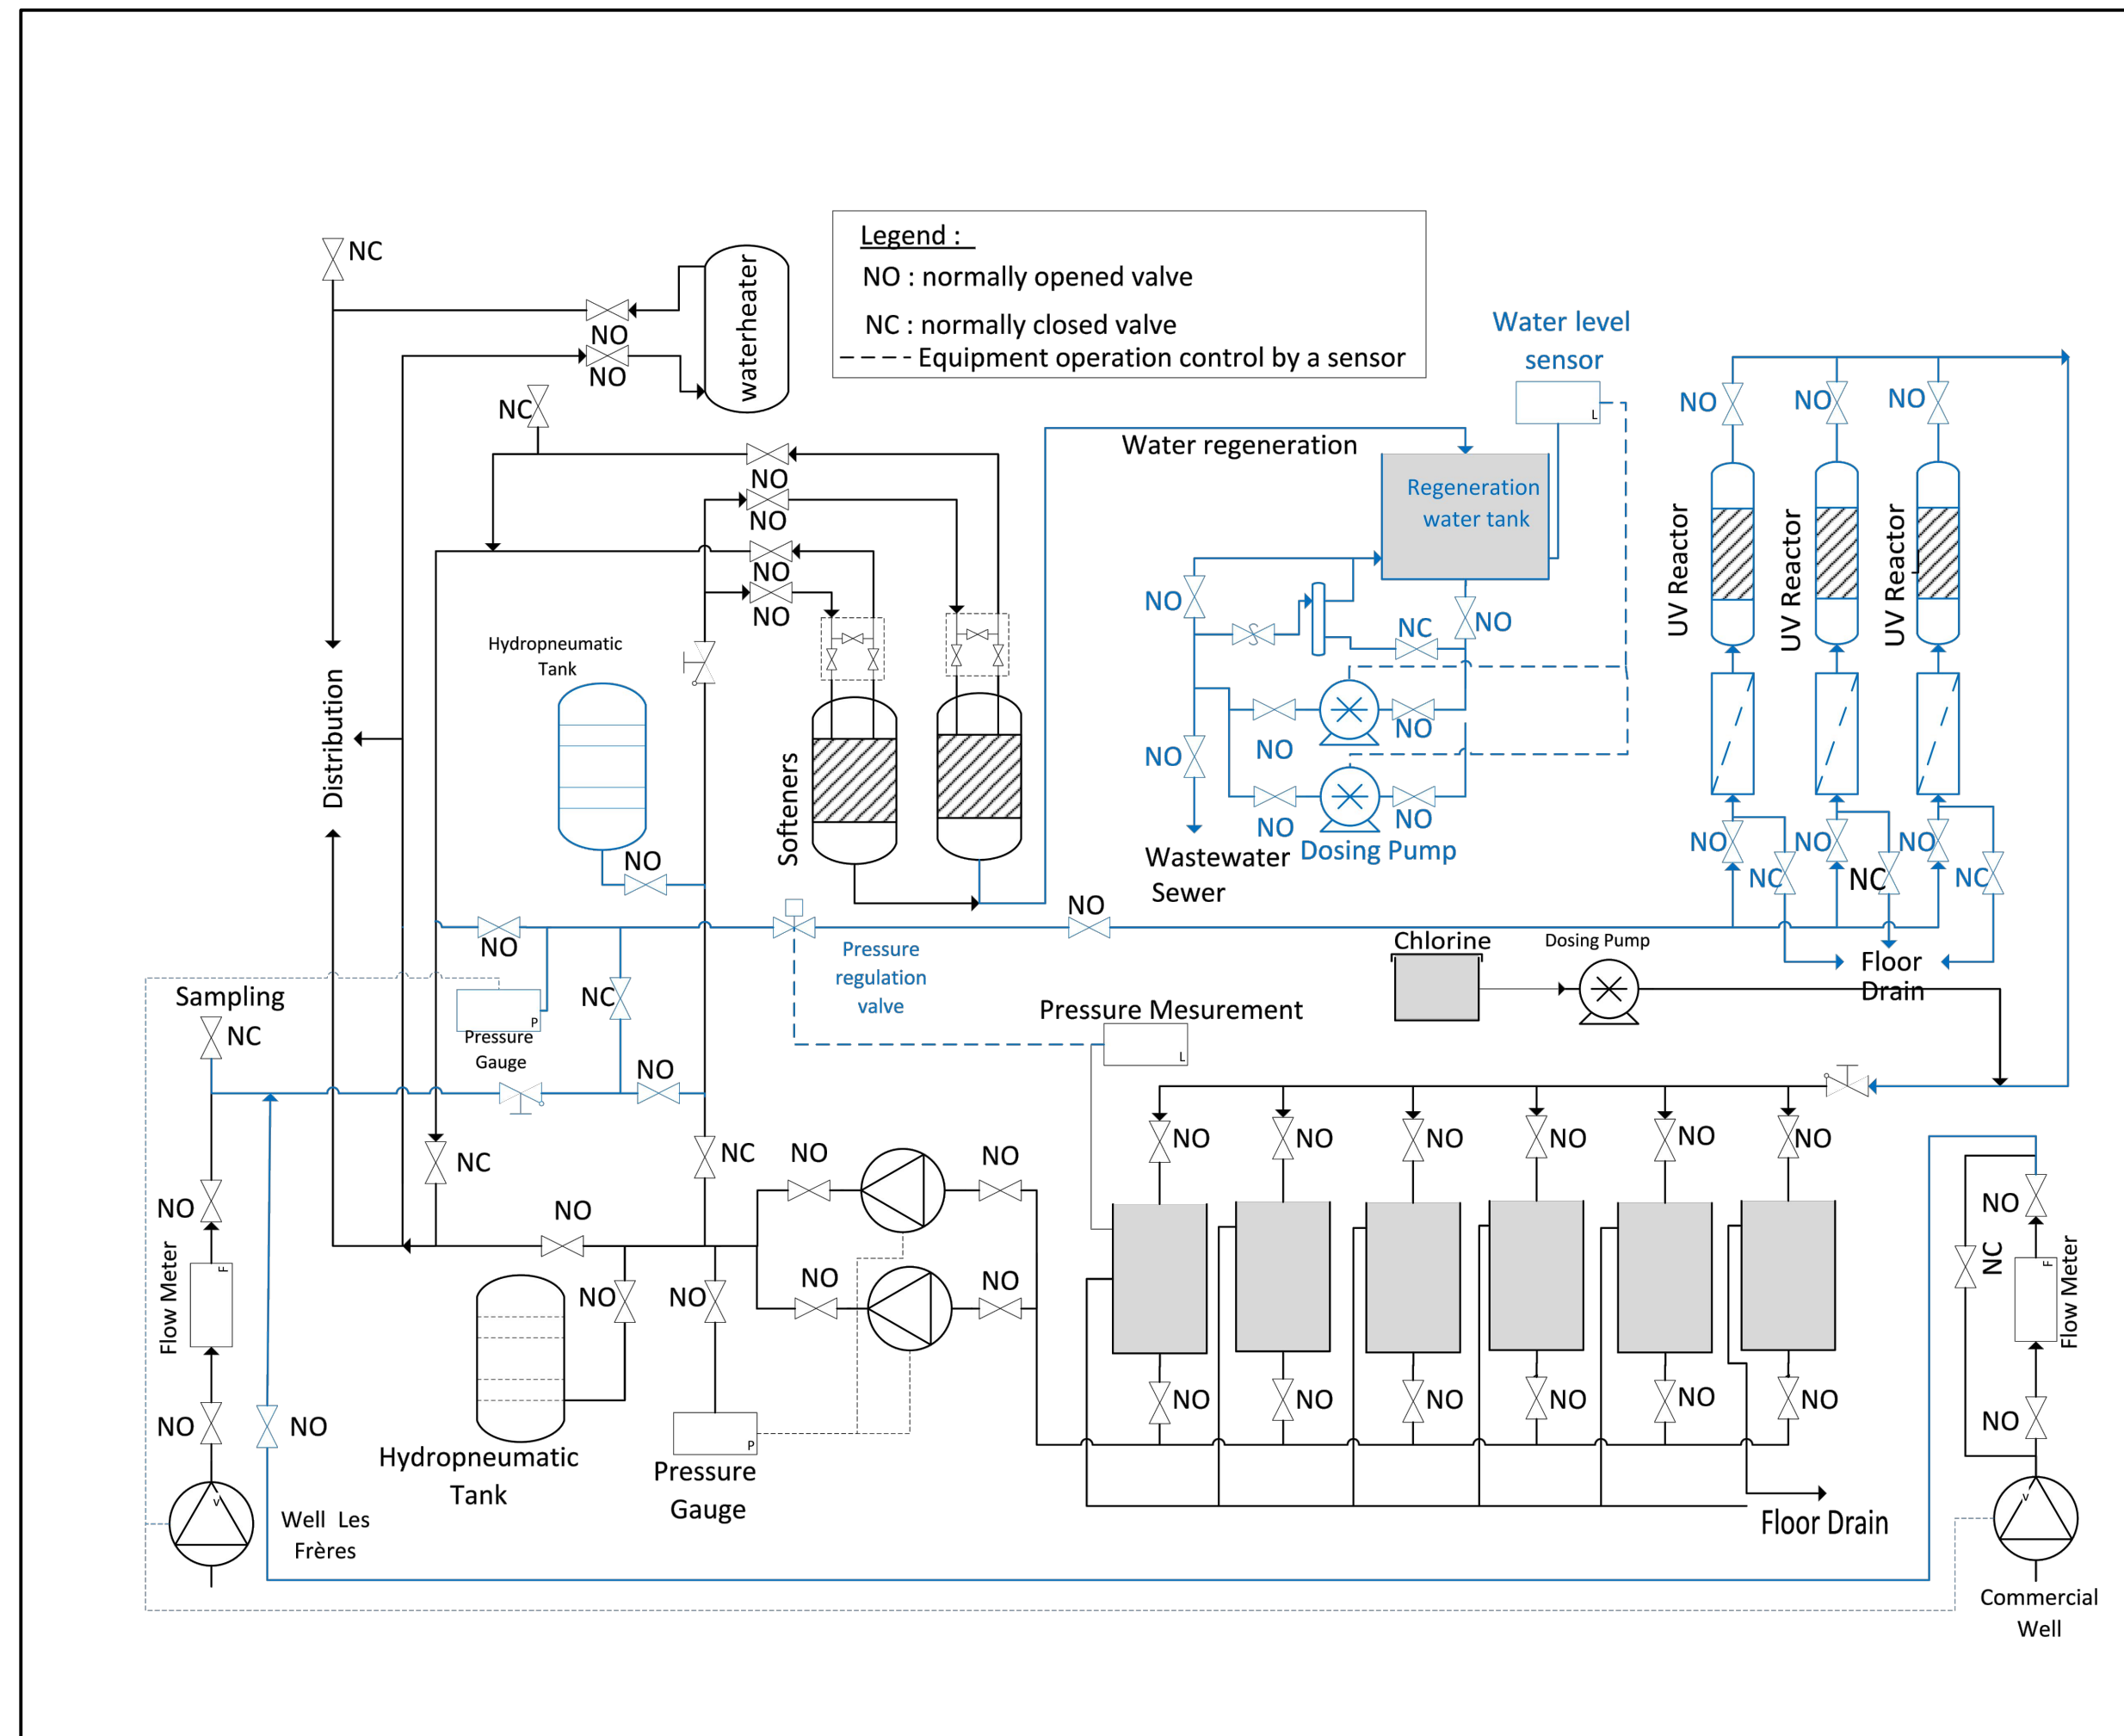 Legend :
NO : normally opened valve
NC : normally closed valve
Equipment operation control by a sensor
NC
waterheater
NO
NO
NC
NO
NO
NO
NO
Water level
sensor
L
Water regeneration
Regeneration
water tank
NO
NO
NC
NO
NO
NO
NO
NO
Wastewater
Sewer
Dosing Pump
NO
NO
NO
UV Reactor
UV Reactor
UV Reactor
NO
NO
NO
NC
NC
NC
Floor
Drain
Hydropneumatic
Tank
NO
Distribution
Softeners
NO
NO
Pressure
regulation
valve
Chlorine
Dosing Pump
Sampling
NC
P
Pressure
Gauge
NC
NO
Pressure Mesurement
L
NC
NC
NO
NO
NO
NO
NO
NO
NO
NO
NO
NO
NO
NO
NO
Flow Meter
F
NO
NO
NO
NO
NO
V
Well Les
Frères
Hydropneumatic
Tank
P
Pressure
Gauge
NO
NO
NO
NO
NO
NO
Floor Drain
NO
NC
F
Flow Meter
NO
V
Commercial
Well